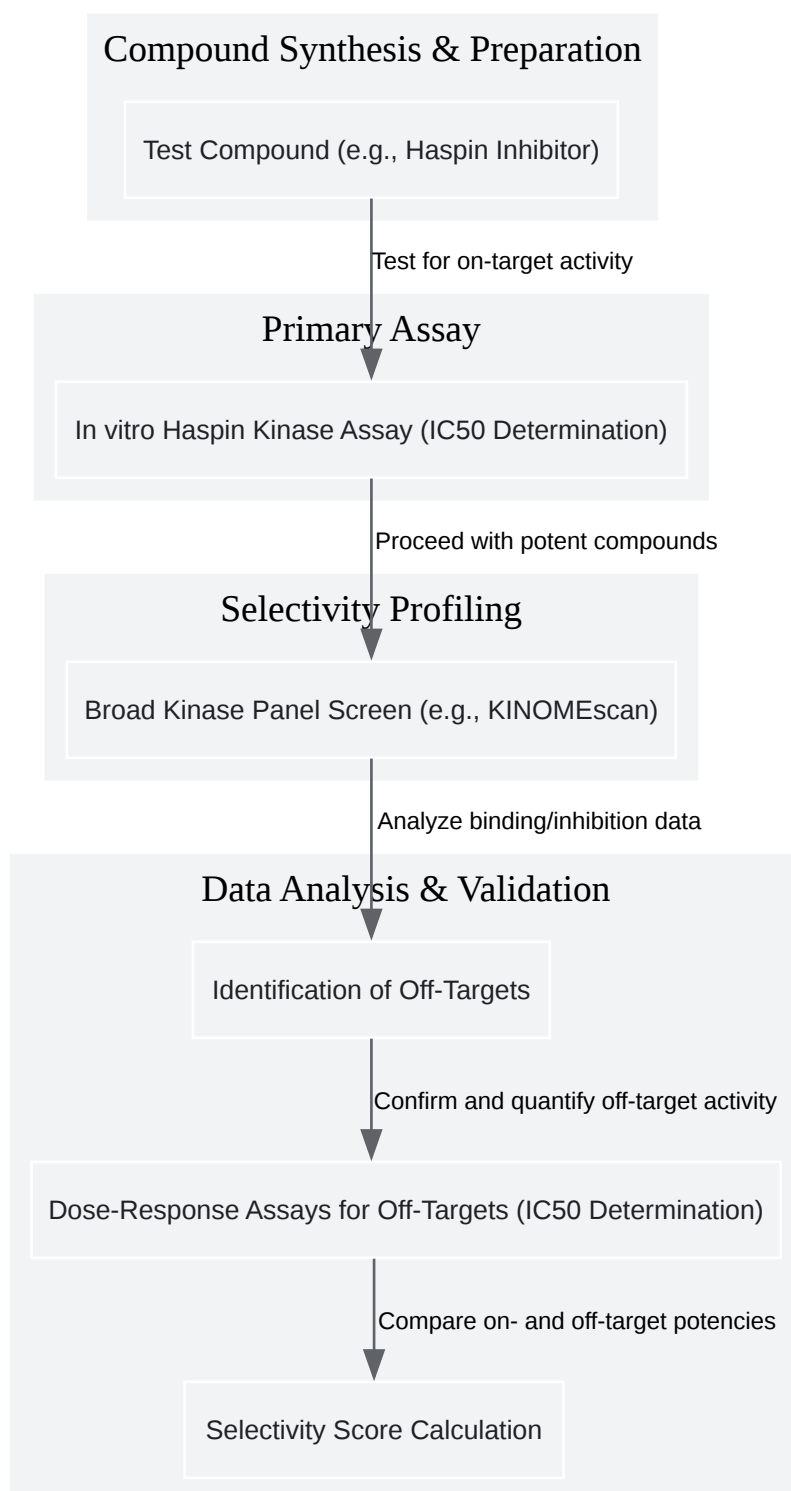 Compound Synthesis & Preparation
Test Compound (e.g., Haspin Inhibitor)
Test for on-target activity
Primary Assay
In vitro Haspin Kinase Assay (IC50 Determination)
Proceed with potent compounds
Selectivity Profiling
Broad Kinase Panel Screen (e.g., KINOMEscan)
Analyze binding/inhibition data
Data Analysis & Validation
Identification of Off-Targets
Confirm and quantify off-target activity
Dose-Response Assays for Off-Targets (IC50 Determination)
Compare on- and off-target potencies
Selectivity Score Calculation